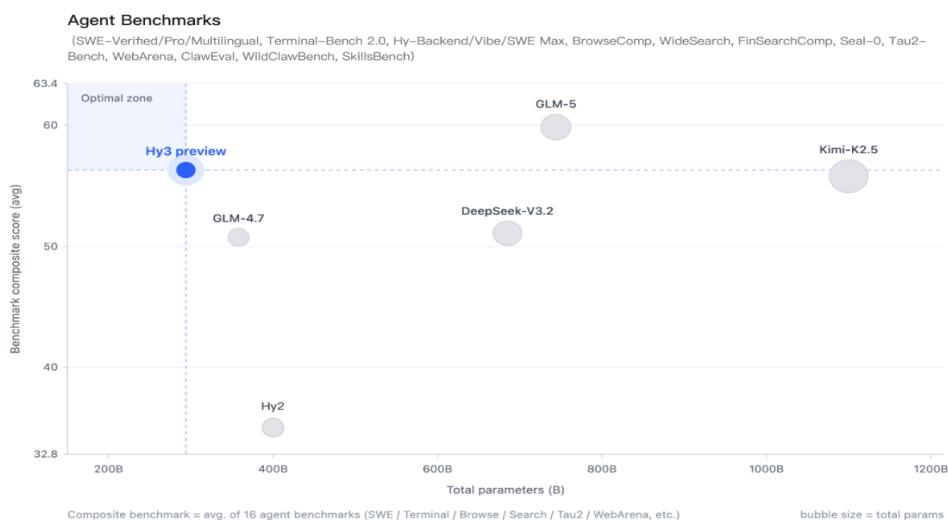 Agent Benchmarks
(SWE-Verified/Pro/Multilingual, Terminal-Bench 2.0, Hy-Backend/Vibe/SWE Max, BrowseComp, WideSearch, FinSearchComp, Seal-0, Tau2-
Bench, WebArena, ClawEval, WildClawBench, SkillsBench)
63.4
Optimal zone
GLM-5
60
Hy3 preview
Kimi-K2.5
GLM-4.7
DeepSeek-V3.2
50
Benchmark composite score (avg)
40
Hy2
32.8
200B
400B
600B
800B
1000B
1200B
Total parameters (B)
Composite benchmark = avg. of 16 agent benchmarks (SWE / Terminal / Browse / Search / Tau2 / WebArena, etc.)
bubble size = total params